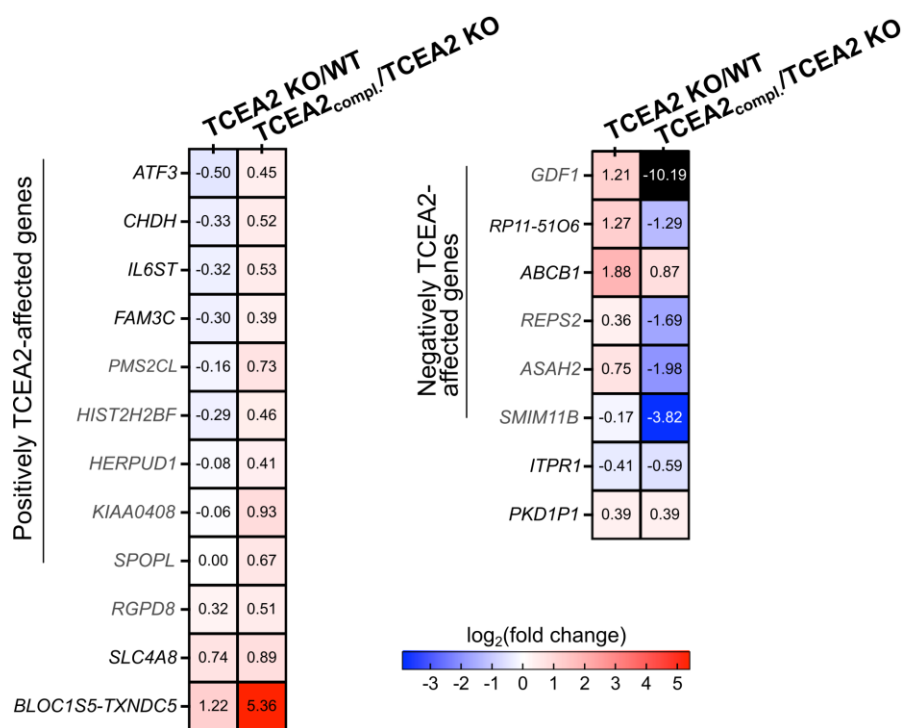 TCEA2 KO/WT
TCEA2compl./TCEA2 KO
Positively TCEA2-affected genes
ATF3 -0.50 0.45
CHDH -0.33 0.52
IL6ST -0.32 0.53
FAM3C -0.30 0.39
PMS2CL -0.16 0.73
HIST2H2BF -0.29 0.46
HERPUD1 -0.08 0.41
KIAA0408 -0.06 0.93
SPOPL 0.00 0.67
RGPD8 0.32 0.51
SLC4A8 0.74 0.89
BLOC1S5-TXNDC5 1.22 5.36
TCEA2 KO/WT
TCEA2compl./TCEA2 KO
Negatively TCEA2-
affected genes
GDF1 1.21 -10.19
RP11-51O6 1.27 -1.29
ABCB1 1.88 0.87
REPS2 0.36 -1.69
ASAH2 0.75 -1.98
SMIM11B -0.17 -3.82
ITPR1 -0.41 -0.59
PKD1P1 0.39 0.39
log2(fold change)
-3 -2 -1 0 1 2 3 4 5